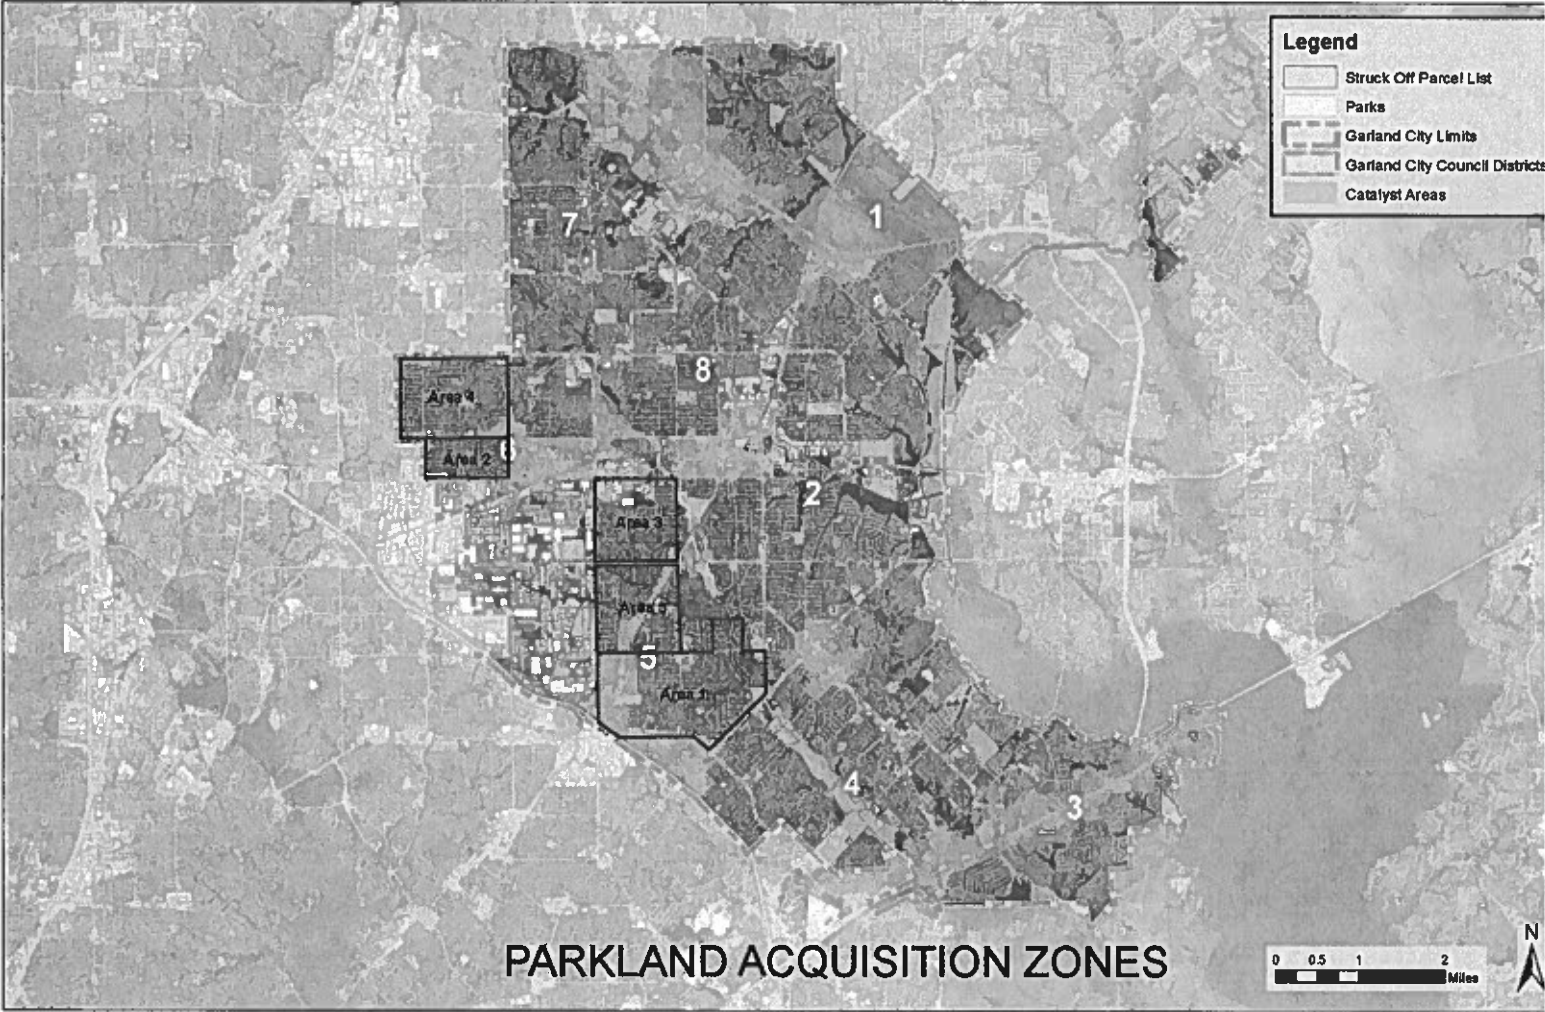 Legend
Struck Off Parcel List
Parks
Garland City Limits
Garland City Council Districts
Catalyst Areas
1
7
8
Area 4
6
Area 2
2
Area 3
Area 5
5
Area 1
4
3
PARKLAND ACQUISITION ZONES
N
0 0.5 1 2
Miles